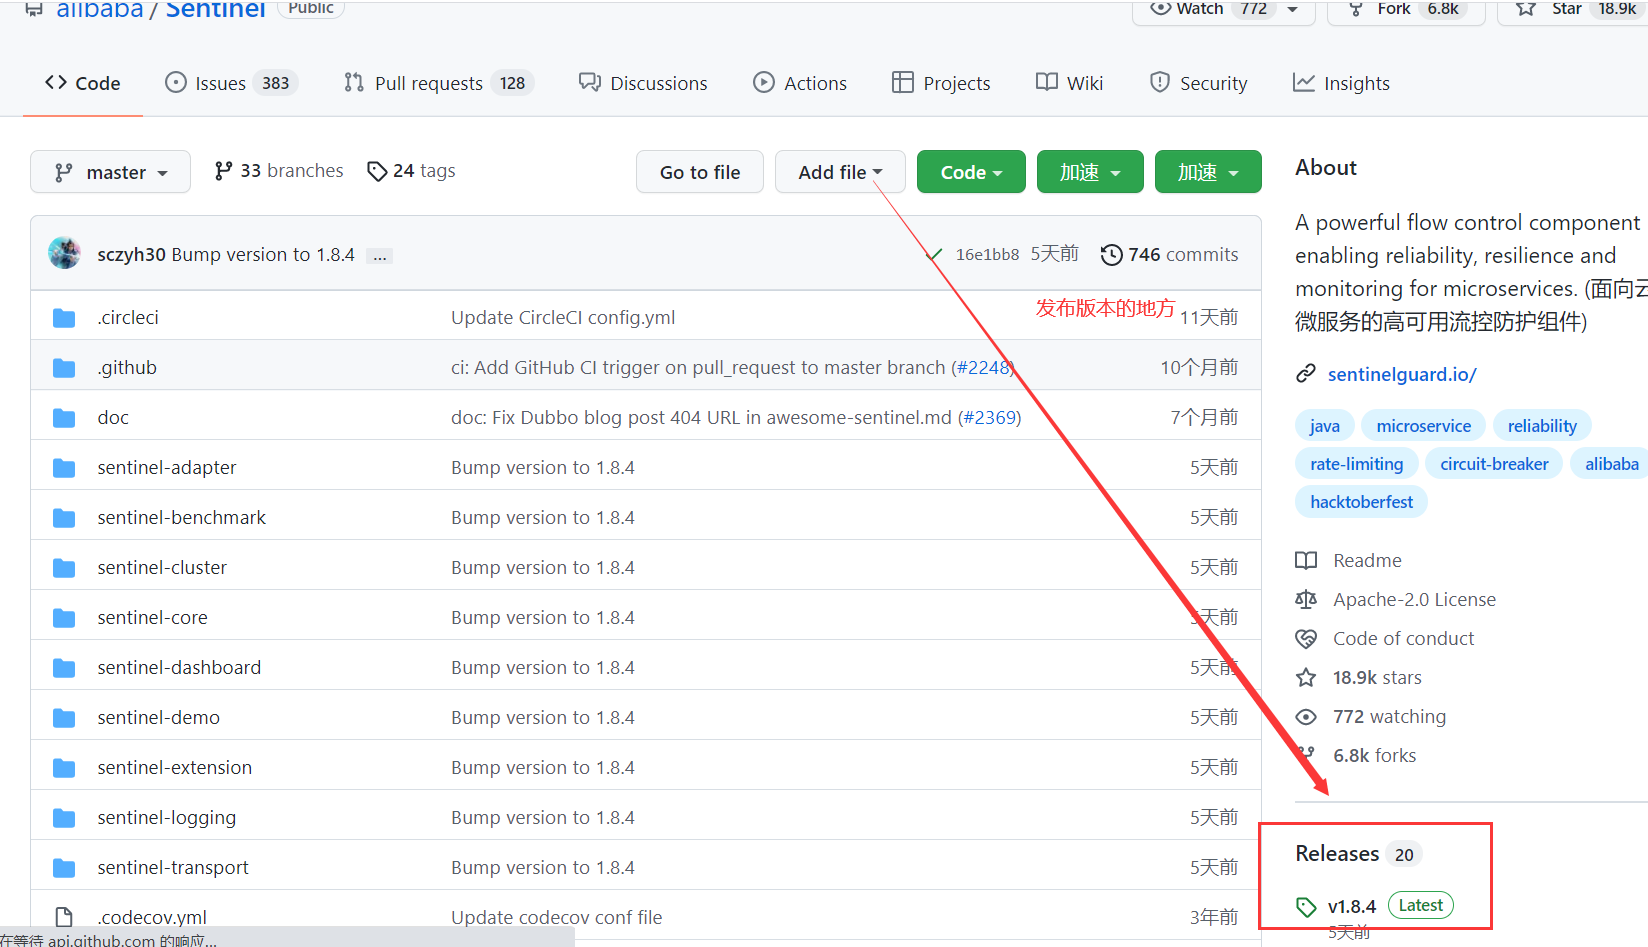 alibaba / Sentinel Public
Watch 772 Fork 6.8k Star 18.9k
Code Issues 383 Pull requests 128 Discussions Actions Projects Wiki Security Insights
master 33 branches 24 tags Go to file Add file Code 加速 加速
sczyh30 Bump version to 1.8.4 ... 16e1bb8 5天前 746 commits
发布版本的地方
.circleci Update CircleCI config.yml 11天前
.github ci: Add GitHub CI trigger on pull_request to master branch (#2248) 10个月前
doc doc: Fix Dubbo blog post 404 URL in awesome-sentinel.md (#2369) 7个月前
sentinel-adapter Bump version to 1.8.4 5天前
sentinel-benchmark Bump version to 1.8.4 5天前
sentinel-cluster Bump version to 1.8.4 5天前
sentinel-core Bump version to 1.8.4 5天前
sentinel-dashboard Bump version to 1.8.4 5天前
sentinel-demo Bump version to 1.8.4 5天前
sentinel-extension Bump version to 1.8.4 5天前
sentinel-logging Bump version to 1.8.4 5天前
sentinel-transport Bump version to 1.8.4 5天前
.codecov.yml Update codecov conf file 3年前
在等待 api.github.com 的响应...
About
A powerful flow control component
enabling reliability, resilience and
monitoring for microservices. (面向云
微服务的高可用流控防护组件)
sentinelguard.io/
java microservice reliability
rate-limiting circuit-breaker alibaba
hacktoberfest
Readme
Apache-2.0 License
Code of conduct
18.9k stars
772 watching
6.8k forks
Releases 20
v1.8.4 Latest
5天前